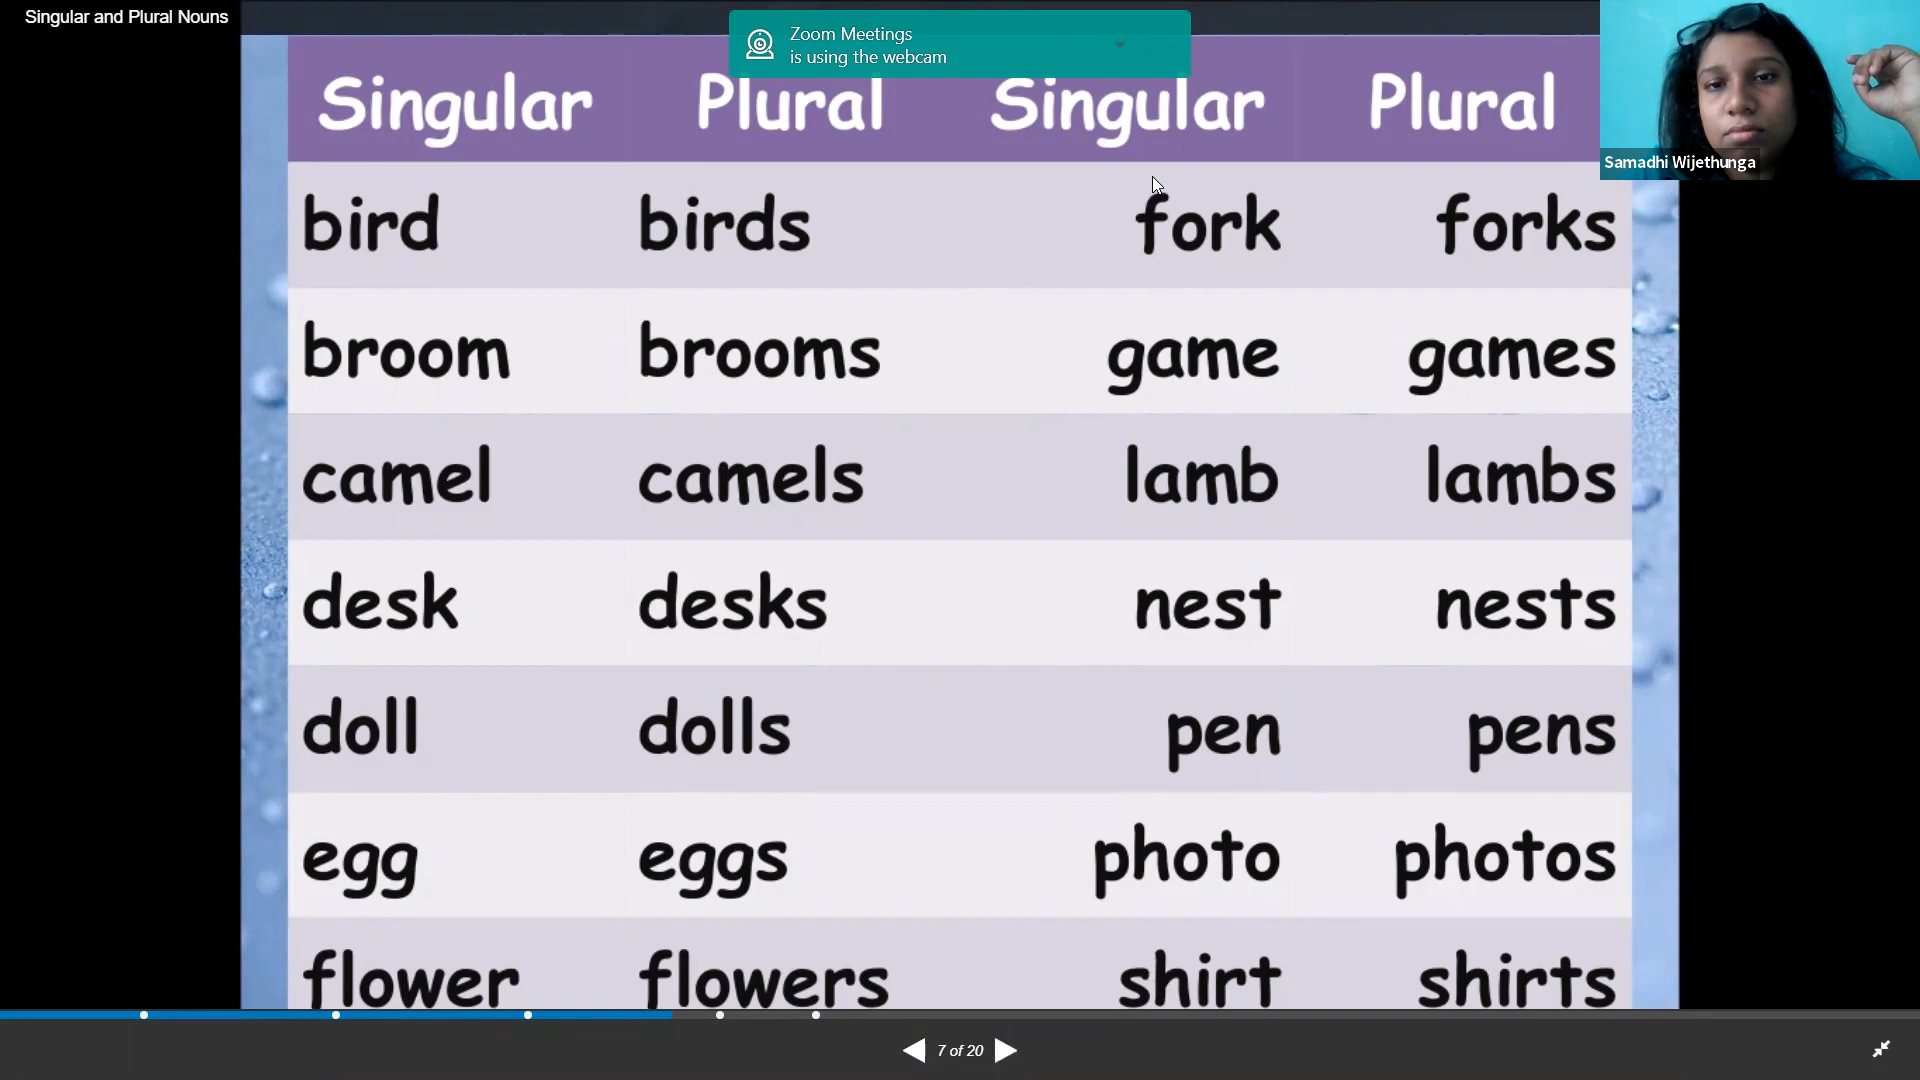 Singular and Plural Nouns
Zoom Meetings
is using the webcam
Singular Plural Singular Plural
Samadhi Wijethunga
bird birds fork forks
broom brooms game games
camel camels lamb lambs
desk desks nest nests
doll dolls pen pens
egg eggs photo photos
flower flowers shirt shirts
7 of 20